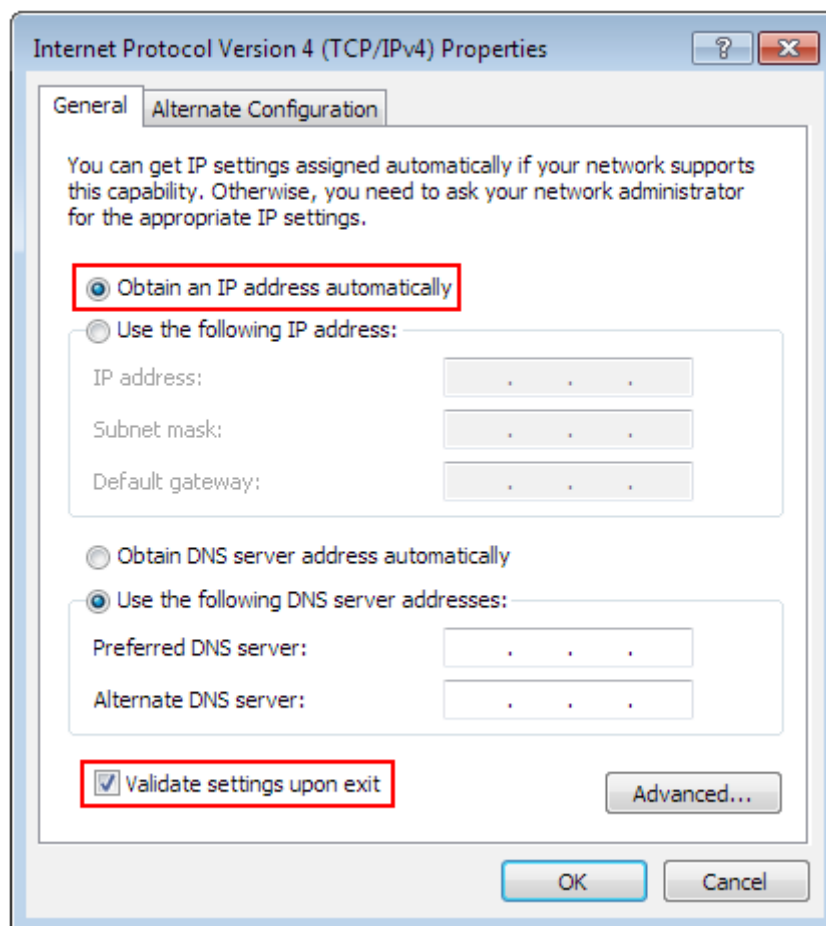 Internet Protocol Version 4 (TCP/IPv4) Properties
General
Alternate Configuration
You can get IP settings assigned automatically if your network supports
this capability. Otherwise, you need to ask your network administrator
for the appropriate IP settings.
Obtain an IP address automatically
Use the following IP address:
IP address:
Subnet mask:
Default gateway:
Obtain DNS server address automatically
Use the following DNS server addresses:
Preferred DNS server:
Alternate DNS server:
Validate settings upon exit
Advanced...
OK
Cancel